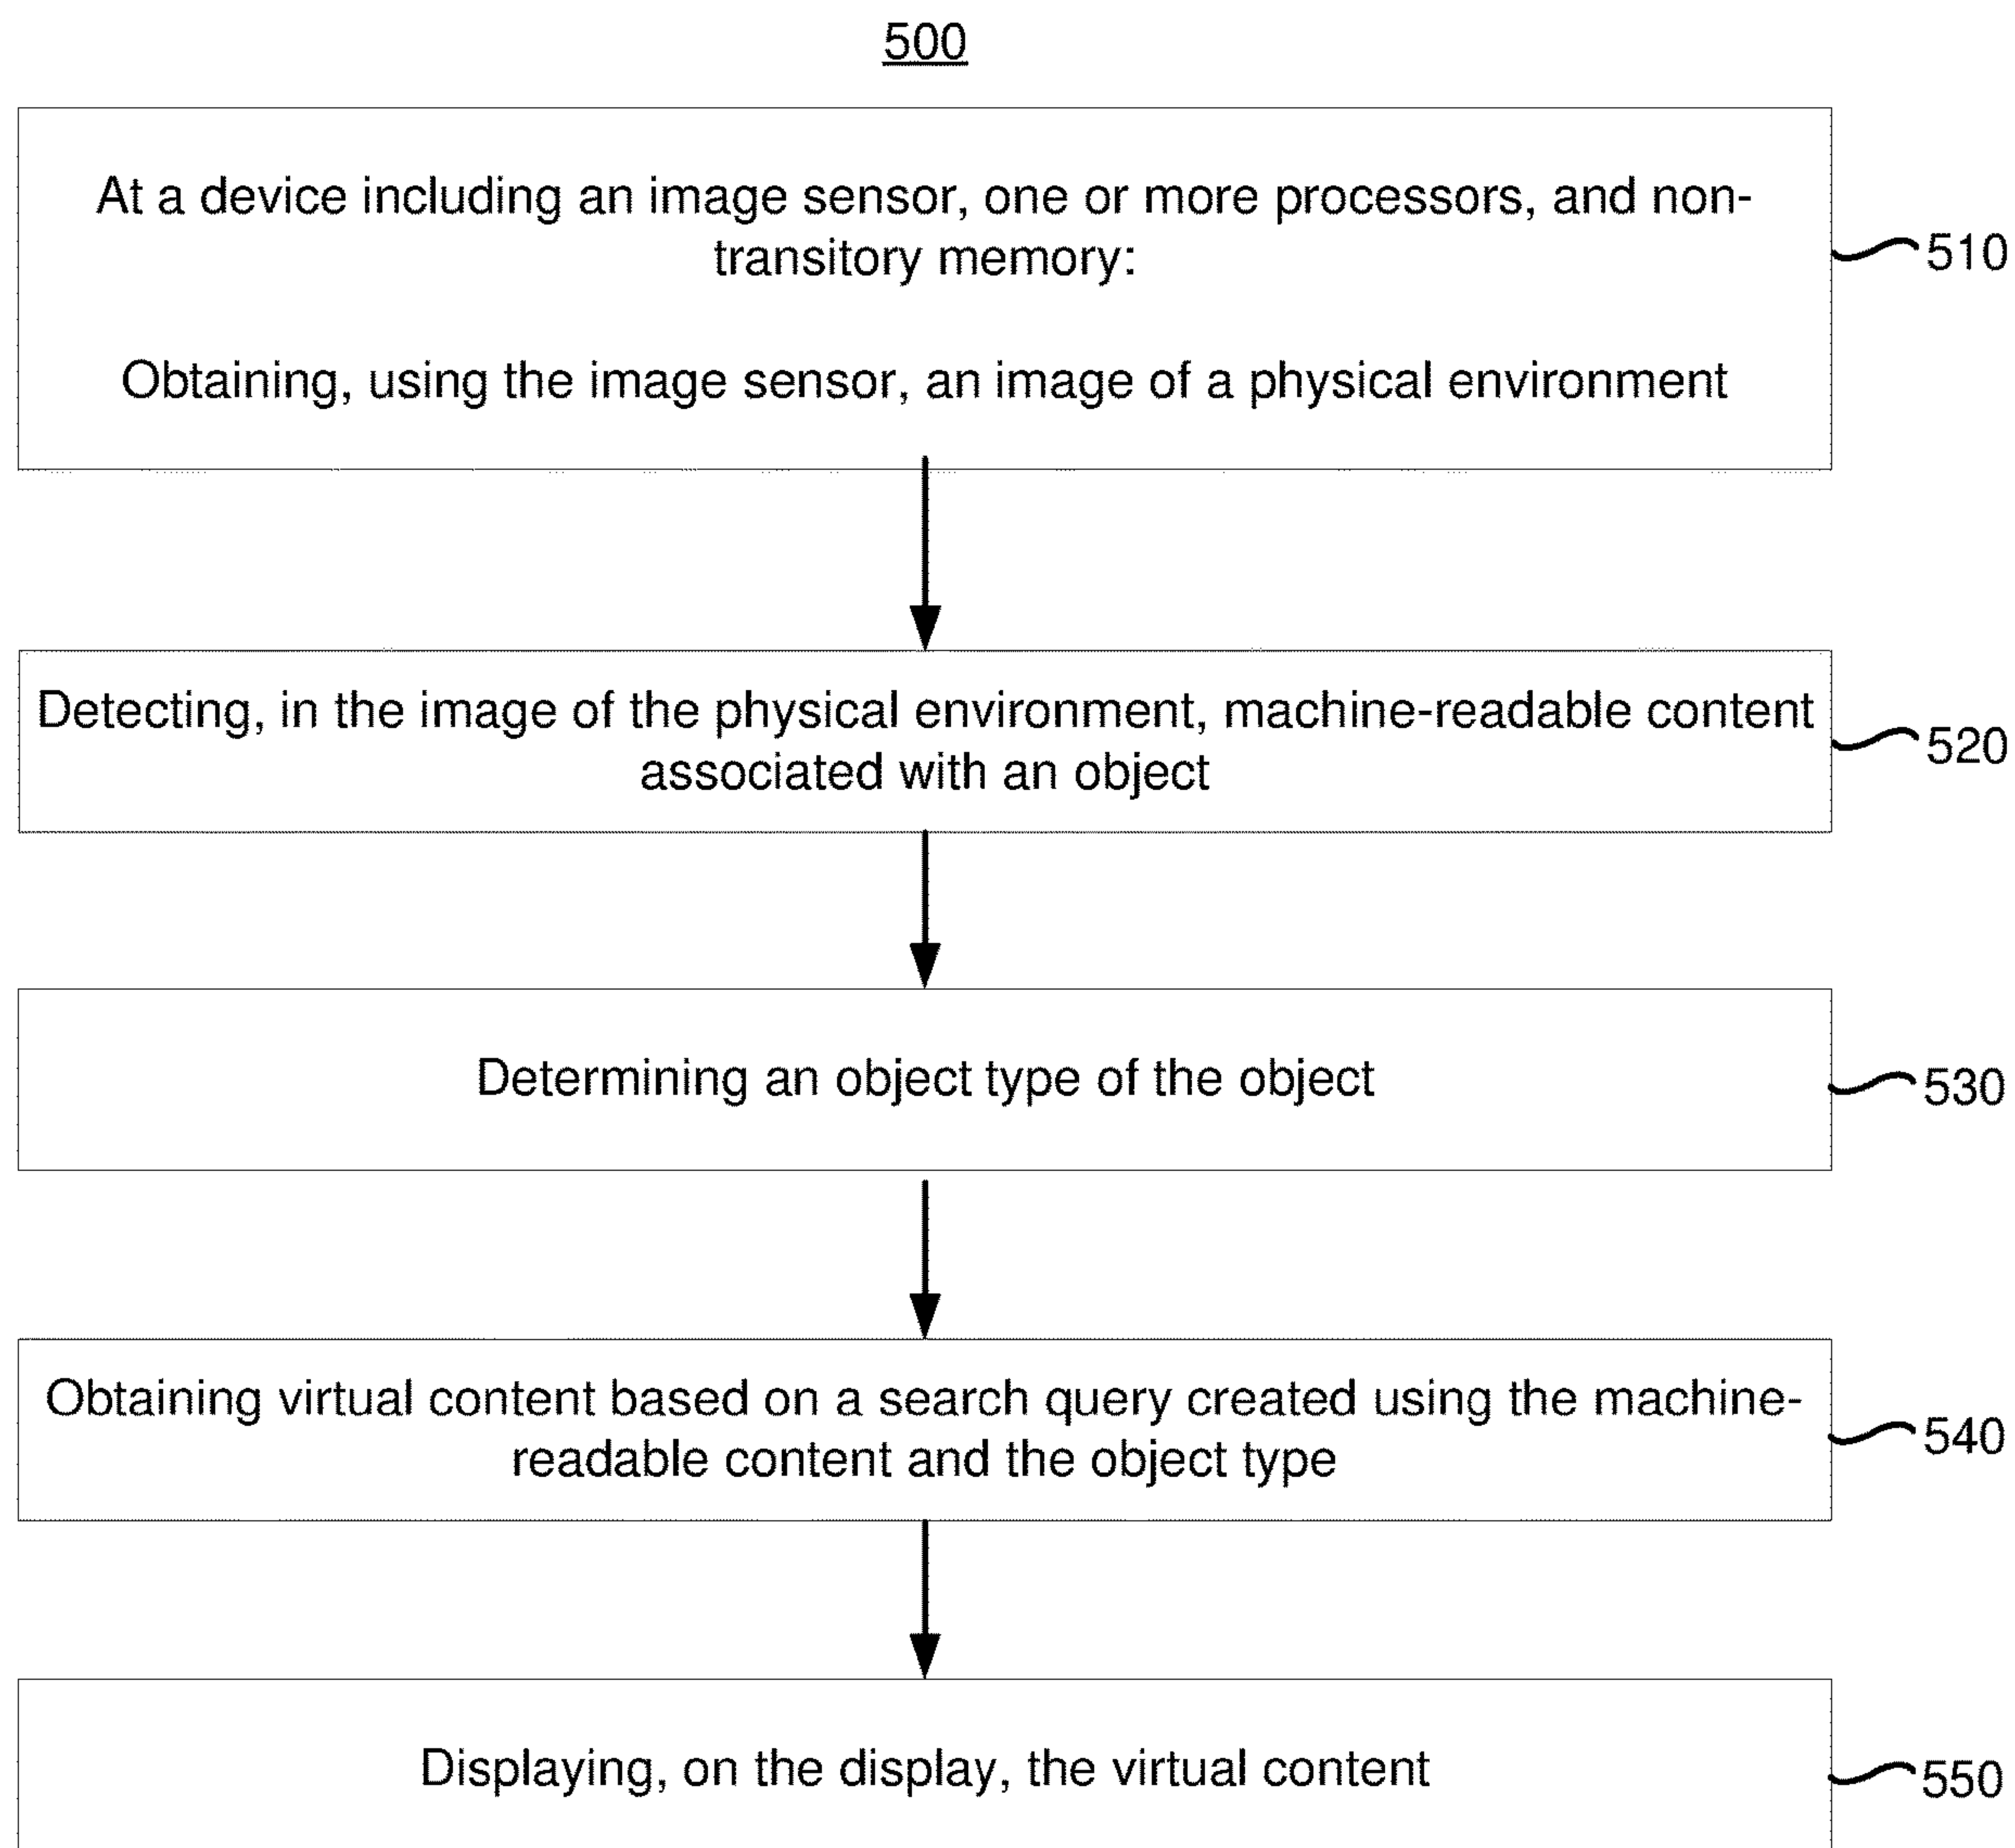 500
At a device including an image sensor, one or more processors, and non-
transitory memory:
Obtaining, using the image sensor, an image of a physical environment
510
Detecting, in the image of the physical environment, machine-readable content
associated with an object
520
Determining an object type of the object
530
Obtaining virtual content based on a search query created using the machine-
readable content and the object type
540
Displaying, on the display, the virtual content
550